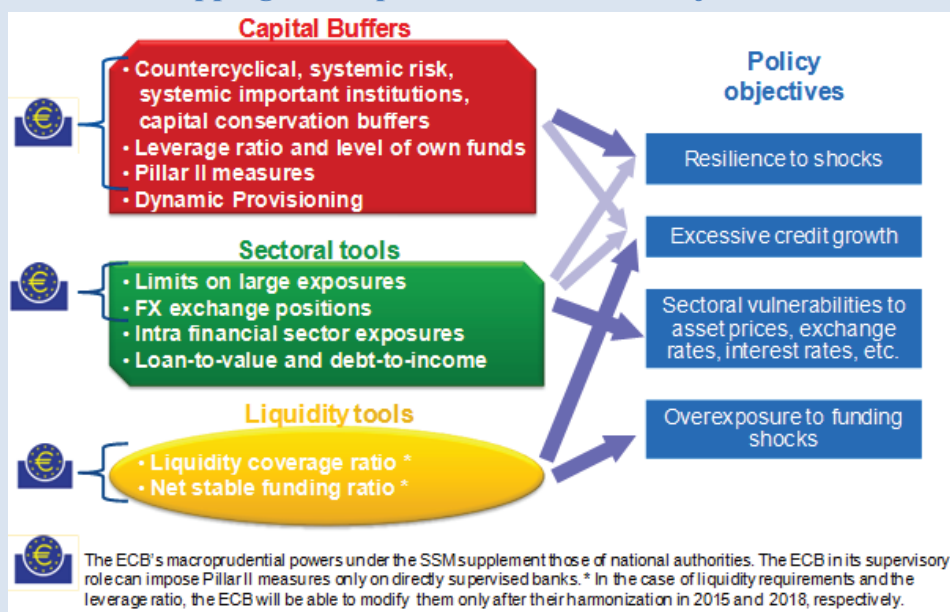 Capital Buffers
• Countercyclical, systemic risk,
systemic important institutions,
capital conservation buffers
• Leverage ratio and level of own funds
• Pillar II measures
• Dynamic Provisioning
Sectoral tools
• Limits on large exposures
• FX exchange positions
• Intra financial sector exposures
• Loan-to-value and debt-to-income
Liquidity tools
• Liquidity coverage ratio *
• Net stable funding ratio *
Policy
objectives
Resilience to shocks
Excessive credit growth
Sectoral vulnerabilities to
asset prices, exchange
rates, interest rates, etc.
Overexposure to funding
shocks
The ECB's macroprudential powers under the SSM supplement those of national authorities. The ECB in its supervisory
role can impose Pillar II measures only on directly supervised banks. * In the case of liquidity requirements and the
leverage ratio, the ECB will be able to modify them only after their harmonization in 2015 and 2018, respectively.